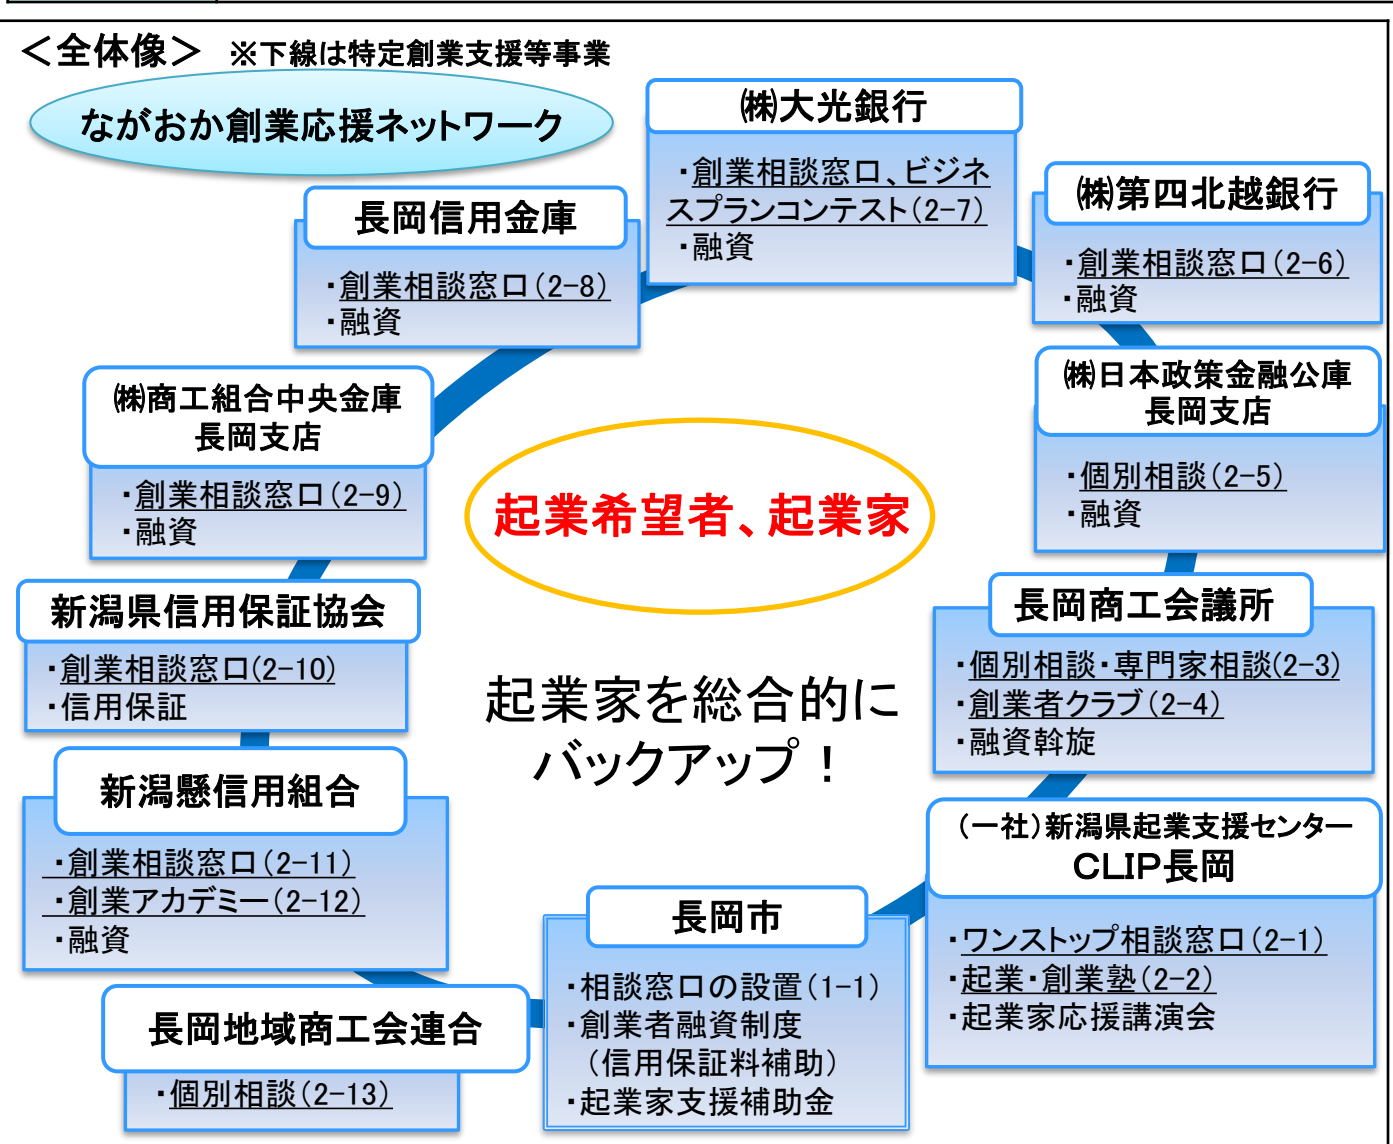 ＜全体像＞ ※下線は特定創業支援等事業
ながおか創業応援ネットワーク
㈱大光銀行
・創業相談窓口、ビジネ
スプランコンテスト（2-7）
・融資
㈱第四北越銀行
・創業相談窓口（2-6）
・融資
長岡信用金庫
・創業相談窓口（2-8）
・融資
㈱日本政策金融公庫
長岡支店
・個別相談（2-5）
・融資
㈱商工組合中央金庫
長岡支店
・創業相談窓口（2-9）
・融資
起業希望者、起業家
長岡商工会議所
・個別相談・専門家相談(2-3)
・創業者クラブ（2-4）
・融資斡旋
新潟県信用保証協会
・創業相談窓口(2-10)
・信用保証
起業家を総合的に
バックアップ！
新潟懸信用組合
・創業相談窓口（2-11）
・創業アカデミー（2-12）
・融資
（一社）新潟県起業支援センター
ＣＬＩＰ長岡
・ワンストップ相談窓口（2-1）
・起業・創業塾（2-2）
・起業家応援講演会
長岡市
・相談窓口の設置（1-1）
・創業者融資制度
（信用保証料補助）
・起業家支援補助金
長岡地域商工会連合
・個別相談（2-13）